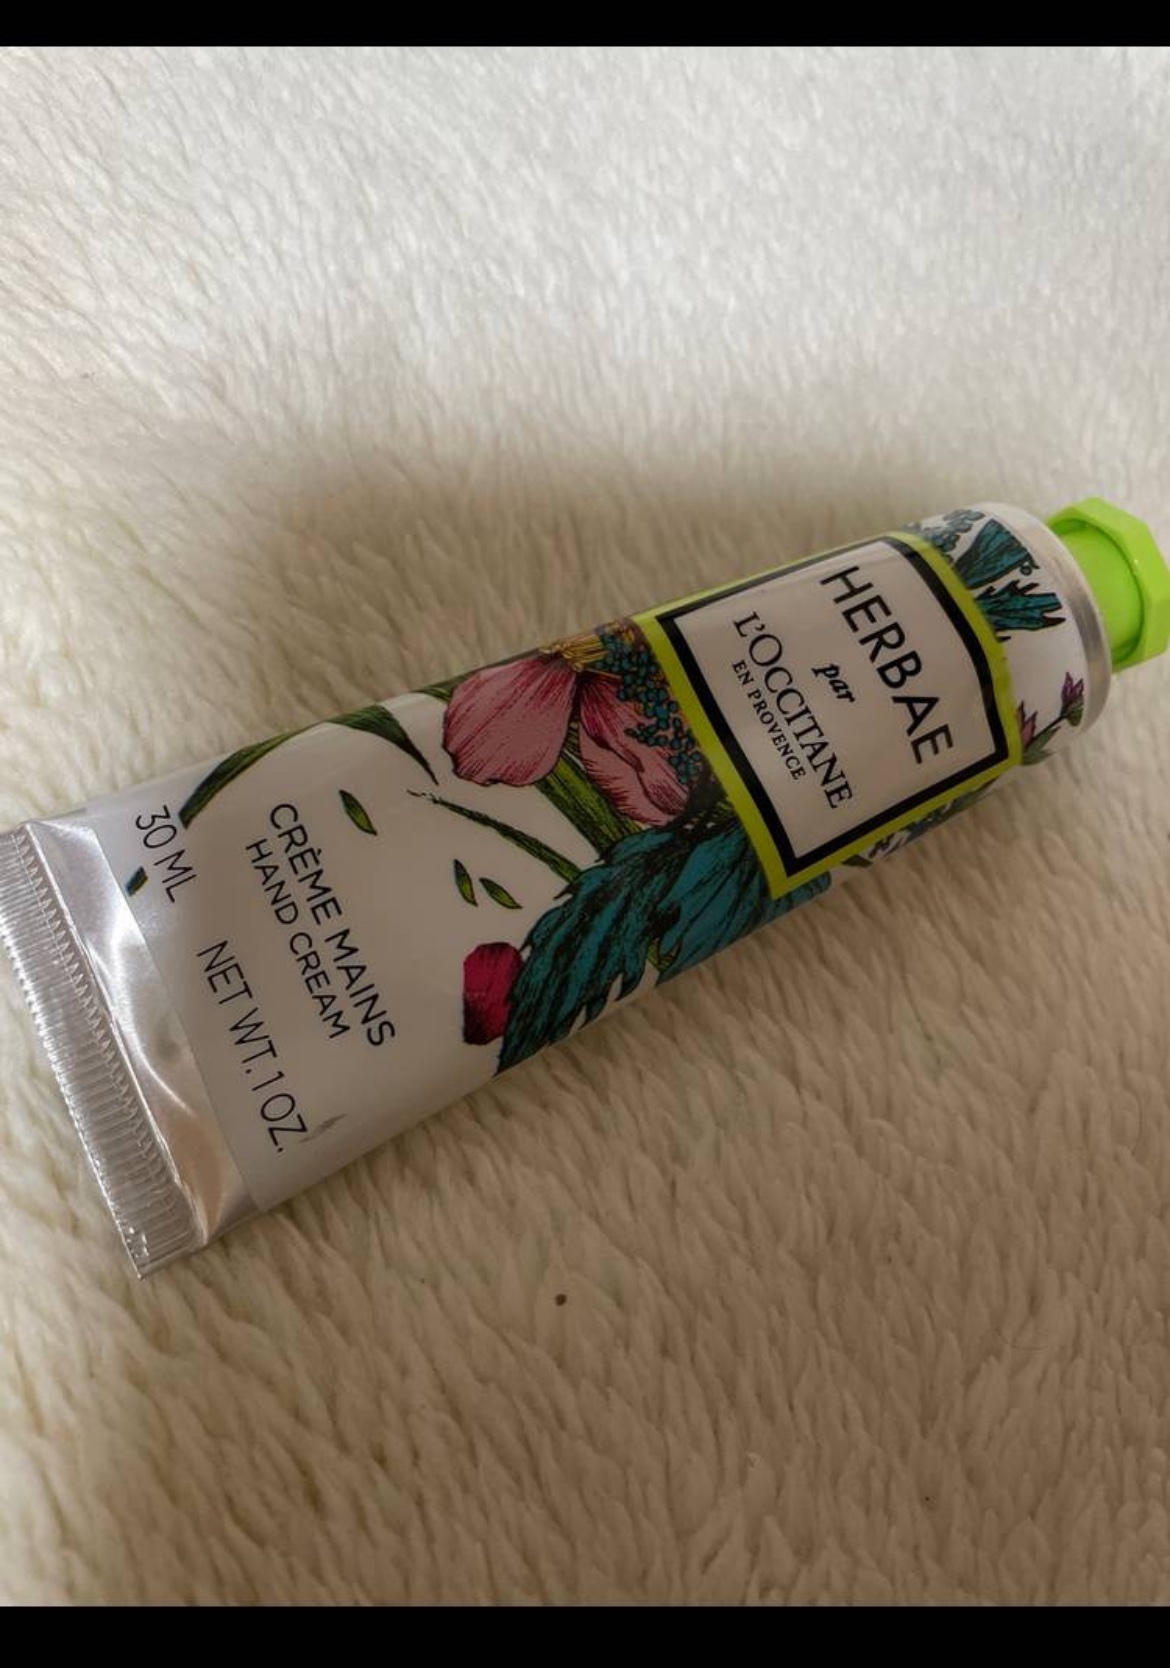 HERBAE
par
L'OCCITANE
EN PROVENCE
CRÈME MAINS
HAND CREAM
30 ML
NET WT. 1 OZ.